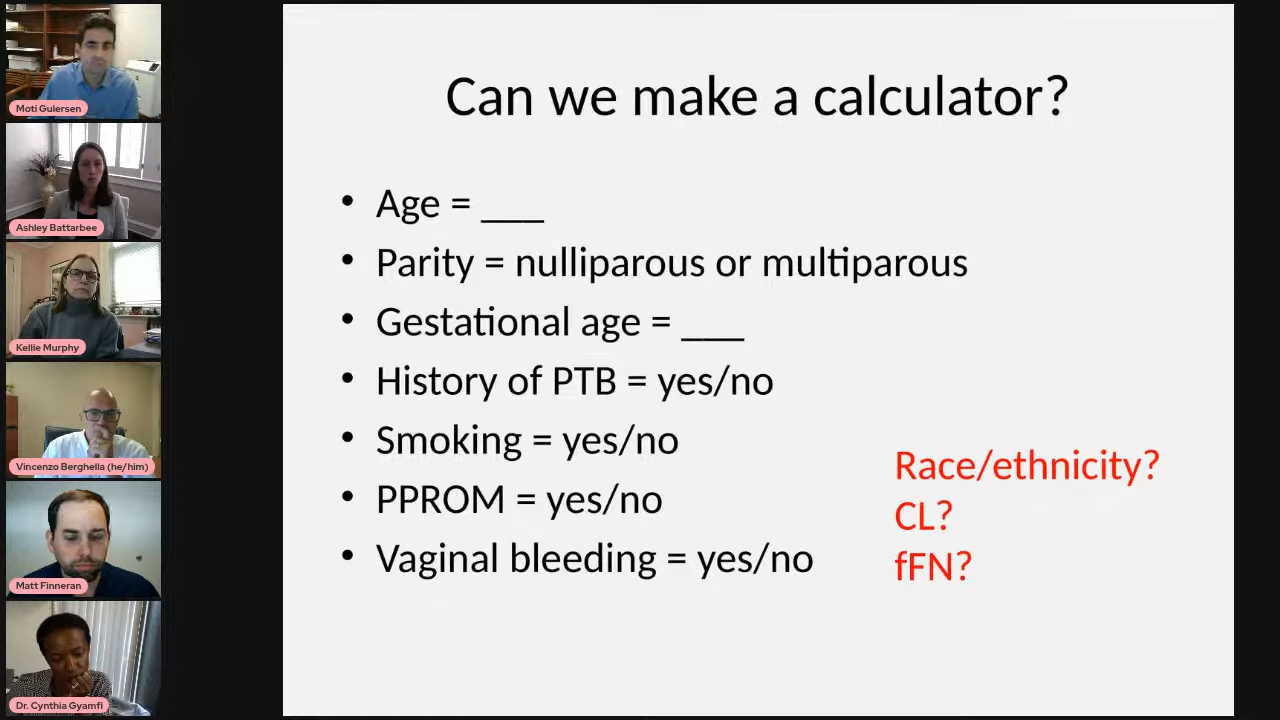 Moti Gulersen
Ashley Battarbee
Kellie Murphy
Vincenzo Berghella (he/him)
Matt Finneran
Dr. Cynthia Gyamfi
Can we make a calculator?
• Age = ___
• Parity = nulliparous or multiparous
• Gestational age = ___
• History of PTB = yes/no
• Smoking = yes/no
• PPROM = yes/no
• Vaginal bleeding = yes/no
Race/ethnicity?
CL?
fFN?